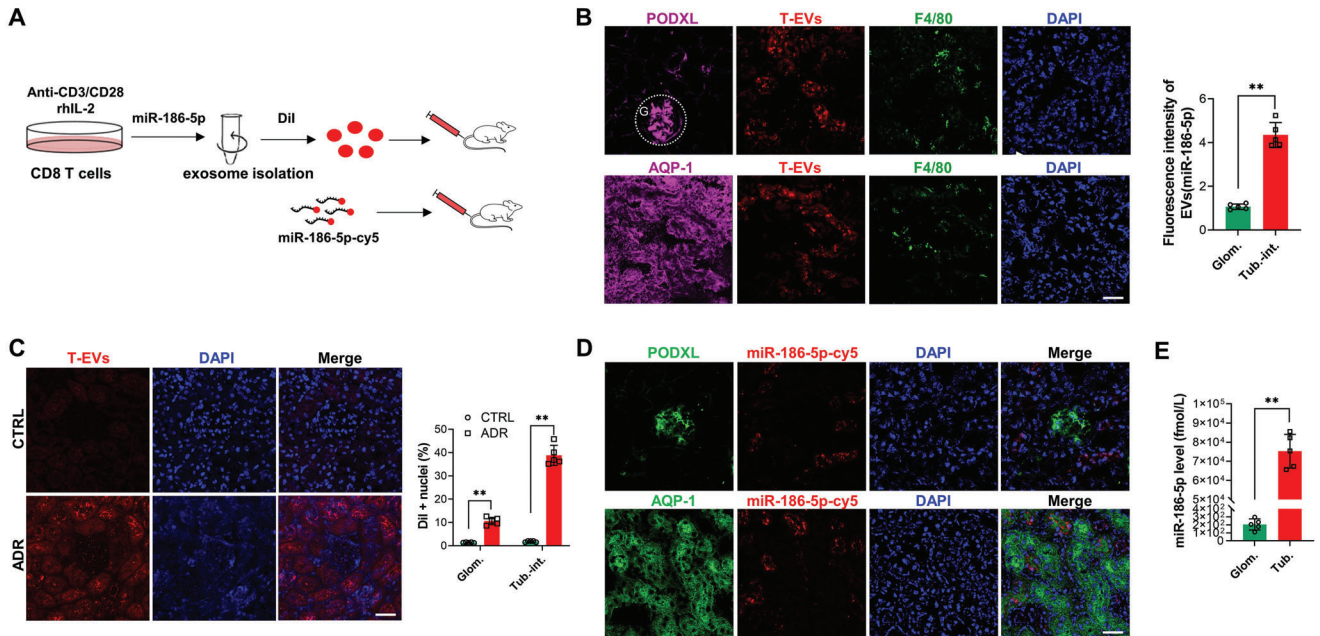 A
Anti-CD3/CD28
rhIL-2
miR-186-5p
DiI
CD8 T cells
exosome isolation
miR-186-5p-cy5
B
PODXL
T-EVs
F4/80
DAPI
G
AQP-1
T-EVs
F4/80
DAPI
Fluorescence intensity of
EVs(miR-186-5p)
6
4
2
0
**
Glom.
Tub.-int.
C
T-EVs
DAPI
Merge
CTRL
ADR
DiI + nuclei (%)
50
40
30
20
10
0
CTRL
ADR
**
**
Glom.
Tub.-int.
D
PODXL
miR-186-5p-cy5
DAPI
Merge
AQP-1
miR-186-5p-cy5
DAPI
Merge
E
miR-186-5p level (fmol/L)
1×10⁵
9×10⁴
8×10⁴
7×10⁴
6×10⁴
5×10⁴
4×10²
3×10²
2×10²
1×10²
0
**
Glom.
Tub.